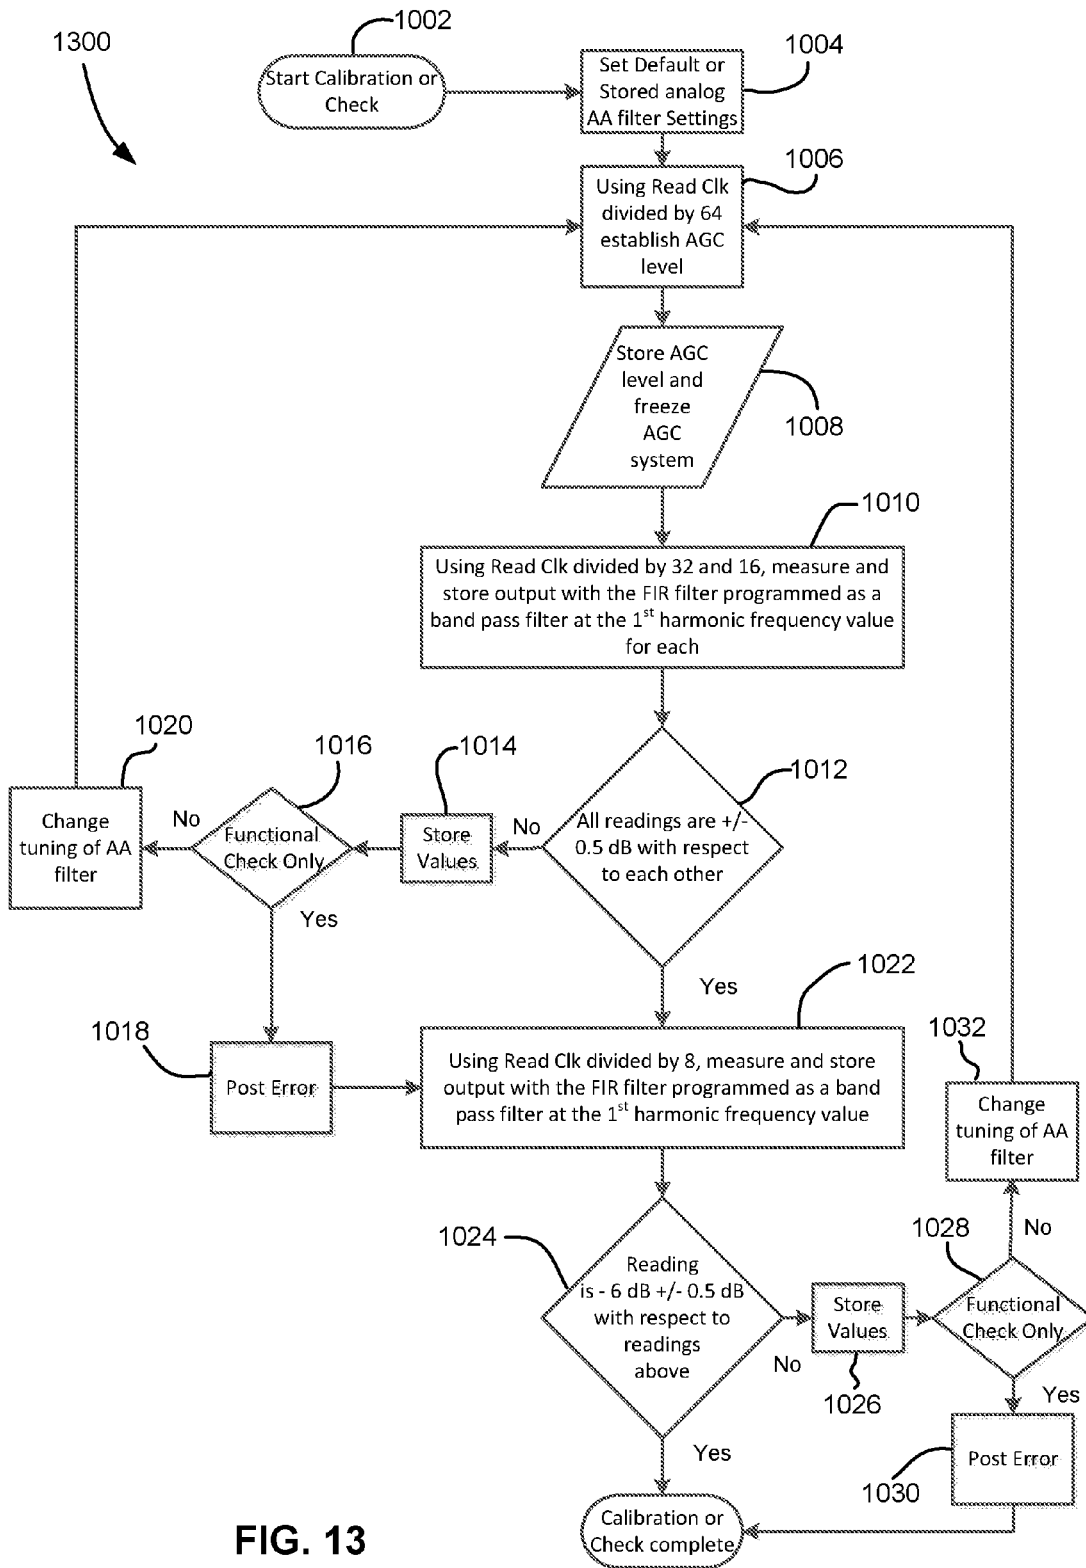 1300
1002
Start Calibration or
Check
1004
Set Default or
Stored analog
AA filter Settings
1006
Using Read Clk
divided by 64
establish AGC
level
Store AGC
level and
freeze
AGC
system
1008
1010
Using Read Clk divided by 32 and 16, measure and
store output with the FIR filter programmed as a
band pass filter at the 1st harmonic frequency value
for each
1020
1016
1014
1012
Change
tuning of AA
filter
No
Functional
Check Only
Store
Values
No
All readings are +/-
0.5 dB with respect
to each other
Yes
Yes
1018
Post Error
1022
Using Read Clk divided by 8, measure and store
output with the FIR filter programmed as a band
pass filter at the 1st harmonic frequency value
1032
Change
tuning of AA
filter
No
1024
Reading
is - 6 dB +/- 0.5 dB
with respect to
readings
above
No
Store
Values
1026
1028
Functional
Check Only
Yes
Yes
Post Error
1030
Calibration or
Check complete
FIG. 13